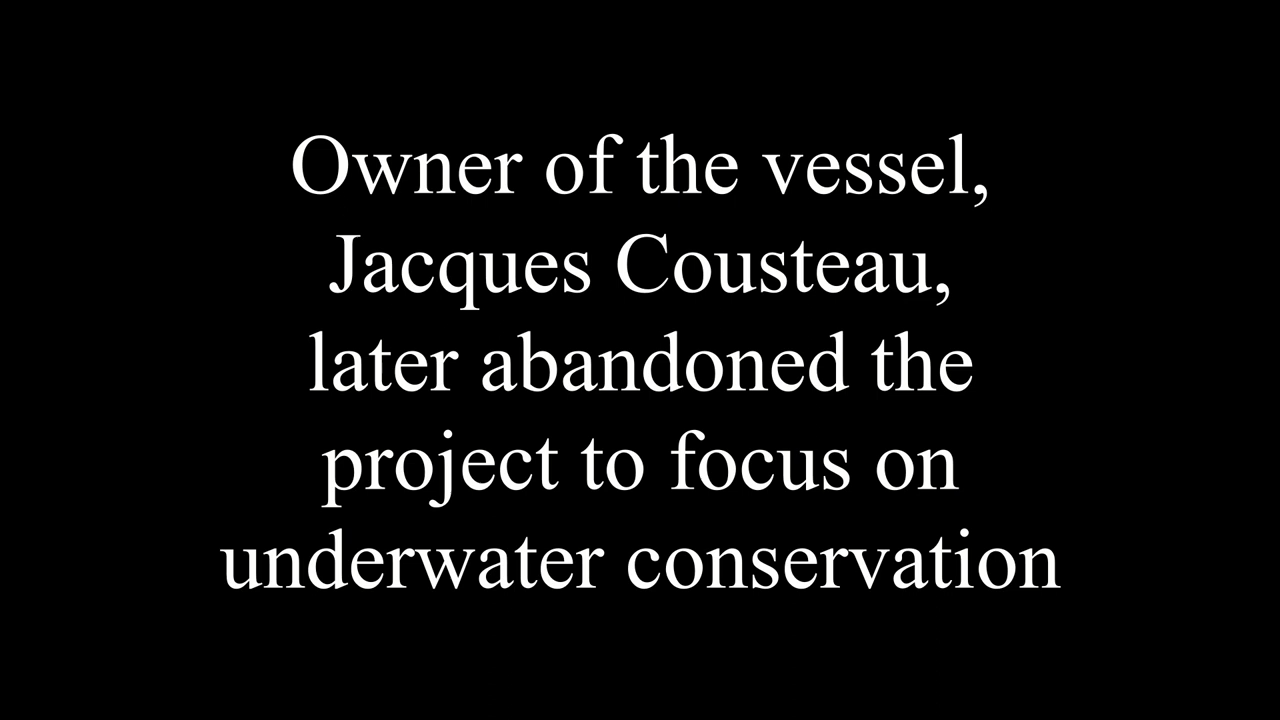 Owner of the vessel,
Jacques Cousteau,
later abandoned the
project to focus on
underwater conservation